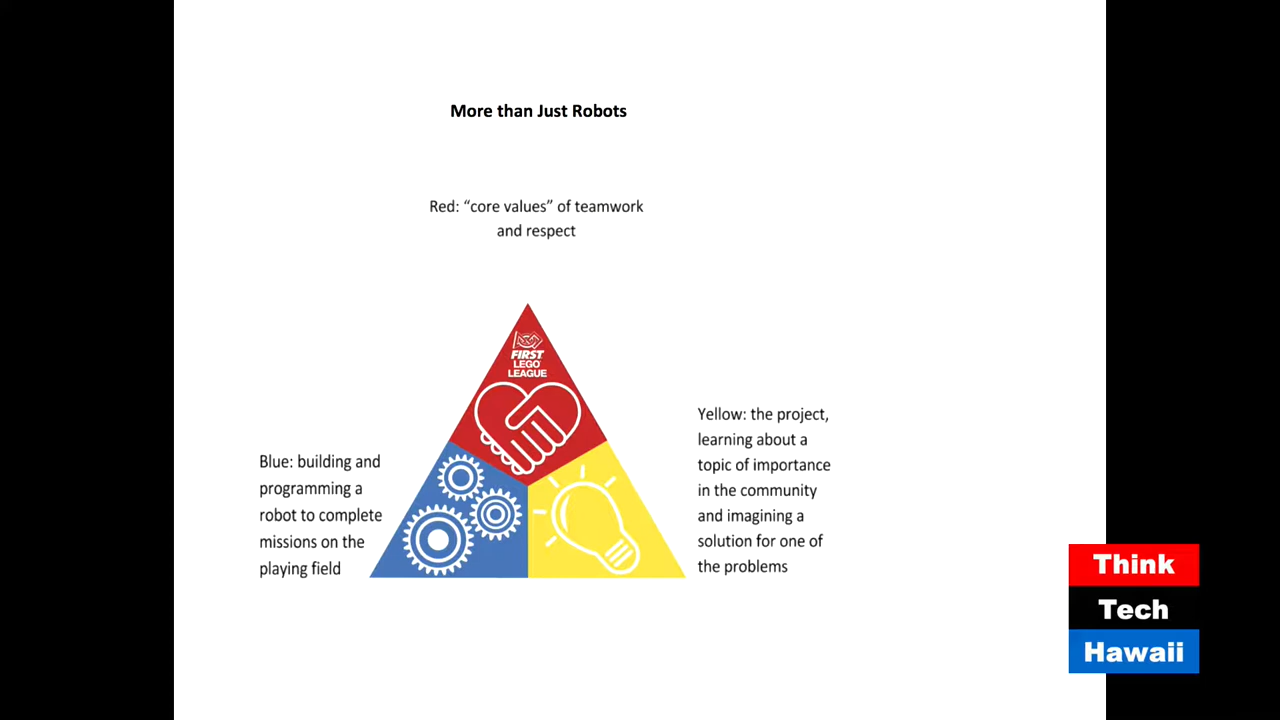 More than Just Robots
Red: “core values” of teamwork
and respect
FIRST
LEGO
LEAGUE
Yellow: the project,
learning about a
topic of importance
in the community
and imagining a
solution for one of
the problems
Blue: building and
programming a
robot to complete
missions on the
playing field
Think
Tech
Hawaii